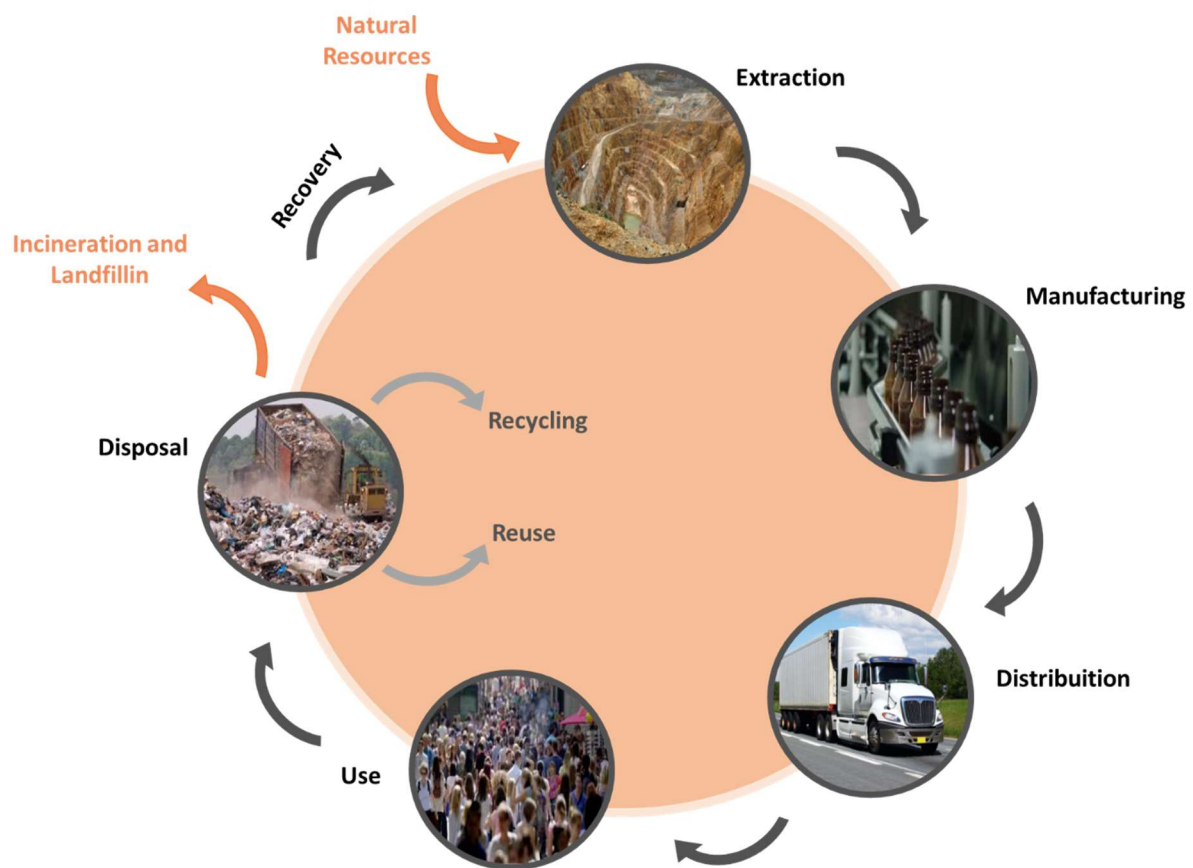 Natural
Resources
Extraction
Recovery
Incineration and
Landfillin
Manufacturing
Recycling
Disposal
Reuse
Distribuition
Use